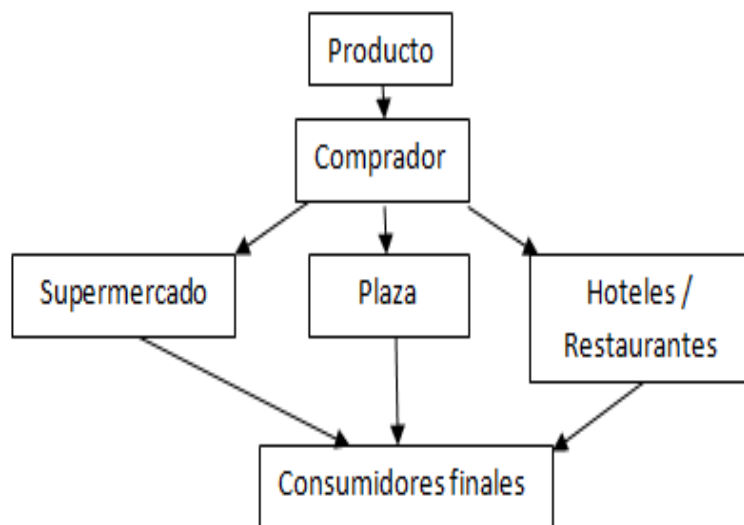 Producto
Comprador
Supermercado
Plaza
Hoteles /
Restaurantes
Consumidores finales